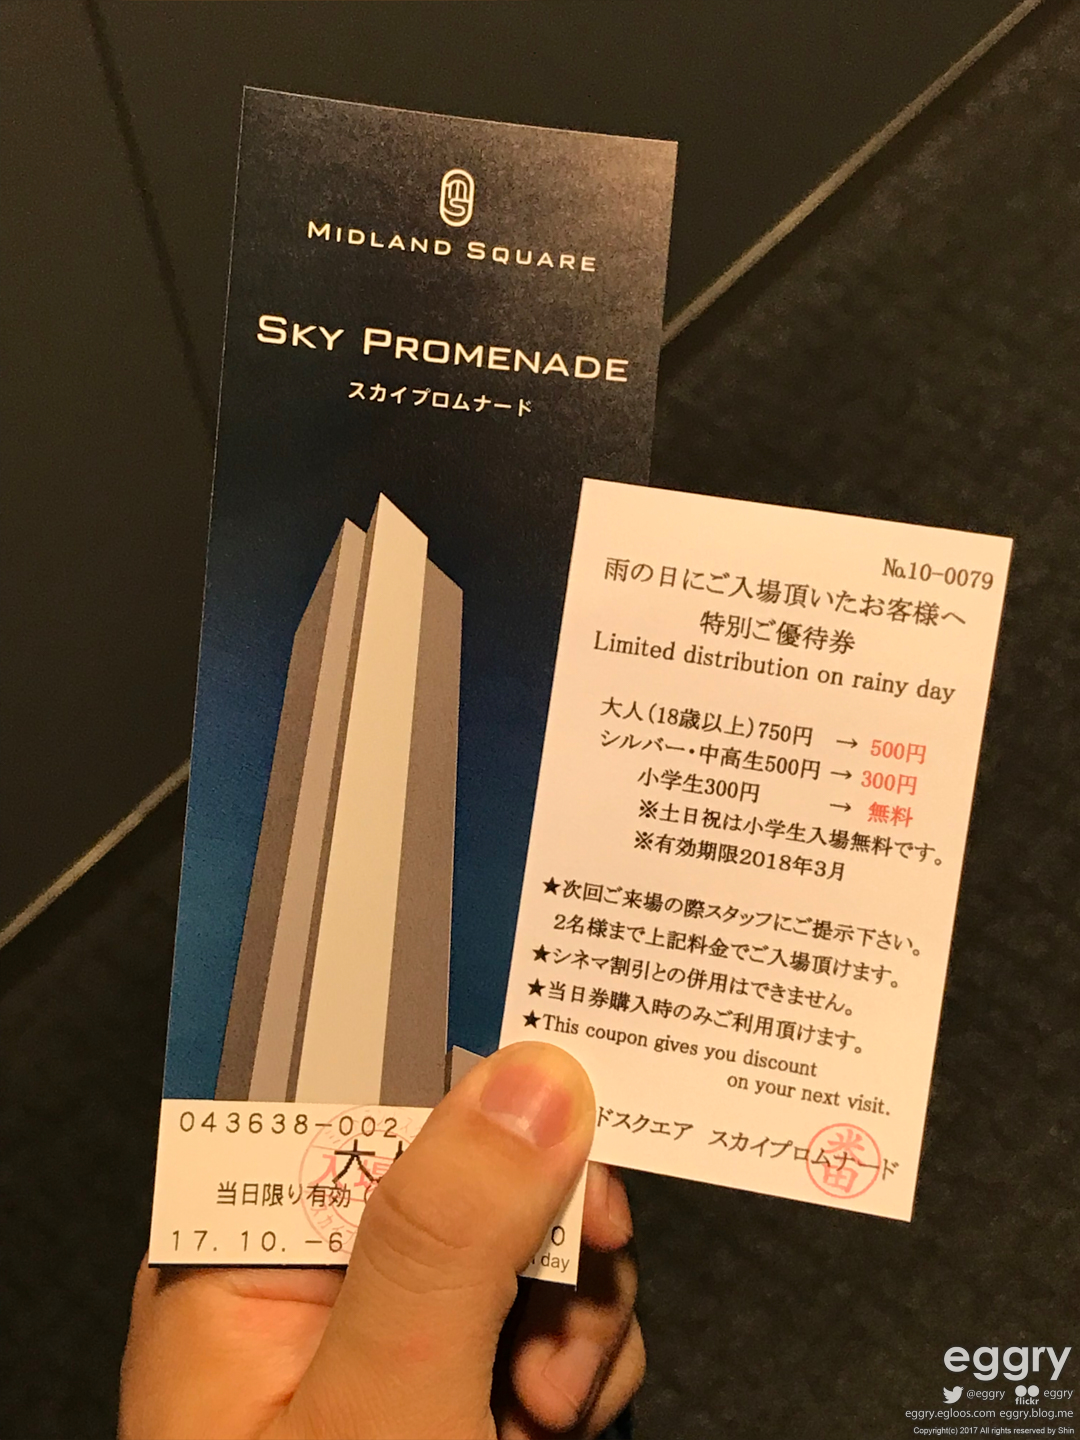 MIDLAND SQUARE
SKY PROMENADE
スカイプロムナード
043638-002
当日限り有効
17. 10. -6
0
day
№10-0079
雨の日にご入場頂いたお客様へ
特別ご優待券
Limited distribution on rainy day
大人(18歳以上)750円 → 500円
シルバー・中高生500円 → 300円
小学生300円 → 無料
※土日祝は小学生入場無料です。
※有効期限2018年3月
★次回ご来場の際スタッフにご提示下さい。
2名様まで上記料金でご入場頂けます。
★シネマ割引との併用はできません。
★当日券購入時のみご利用頂けます。
★This coupon gives you discount
on your next visit.
ドスクエア スカイプロムナード
eggry
@eggry flickr eggry
eggry.egloos.com eggry.blog.me
Copyright(c) 2017 All rights reserved by Shin